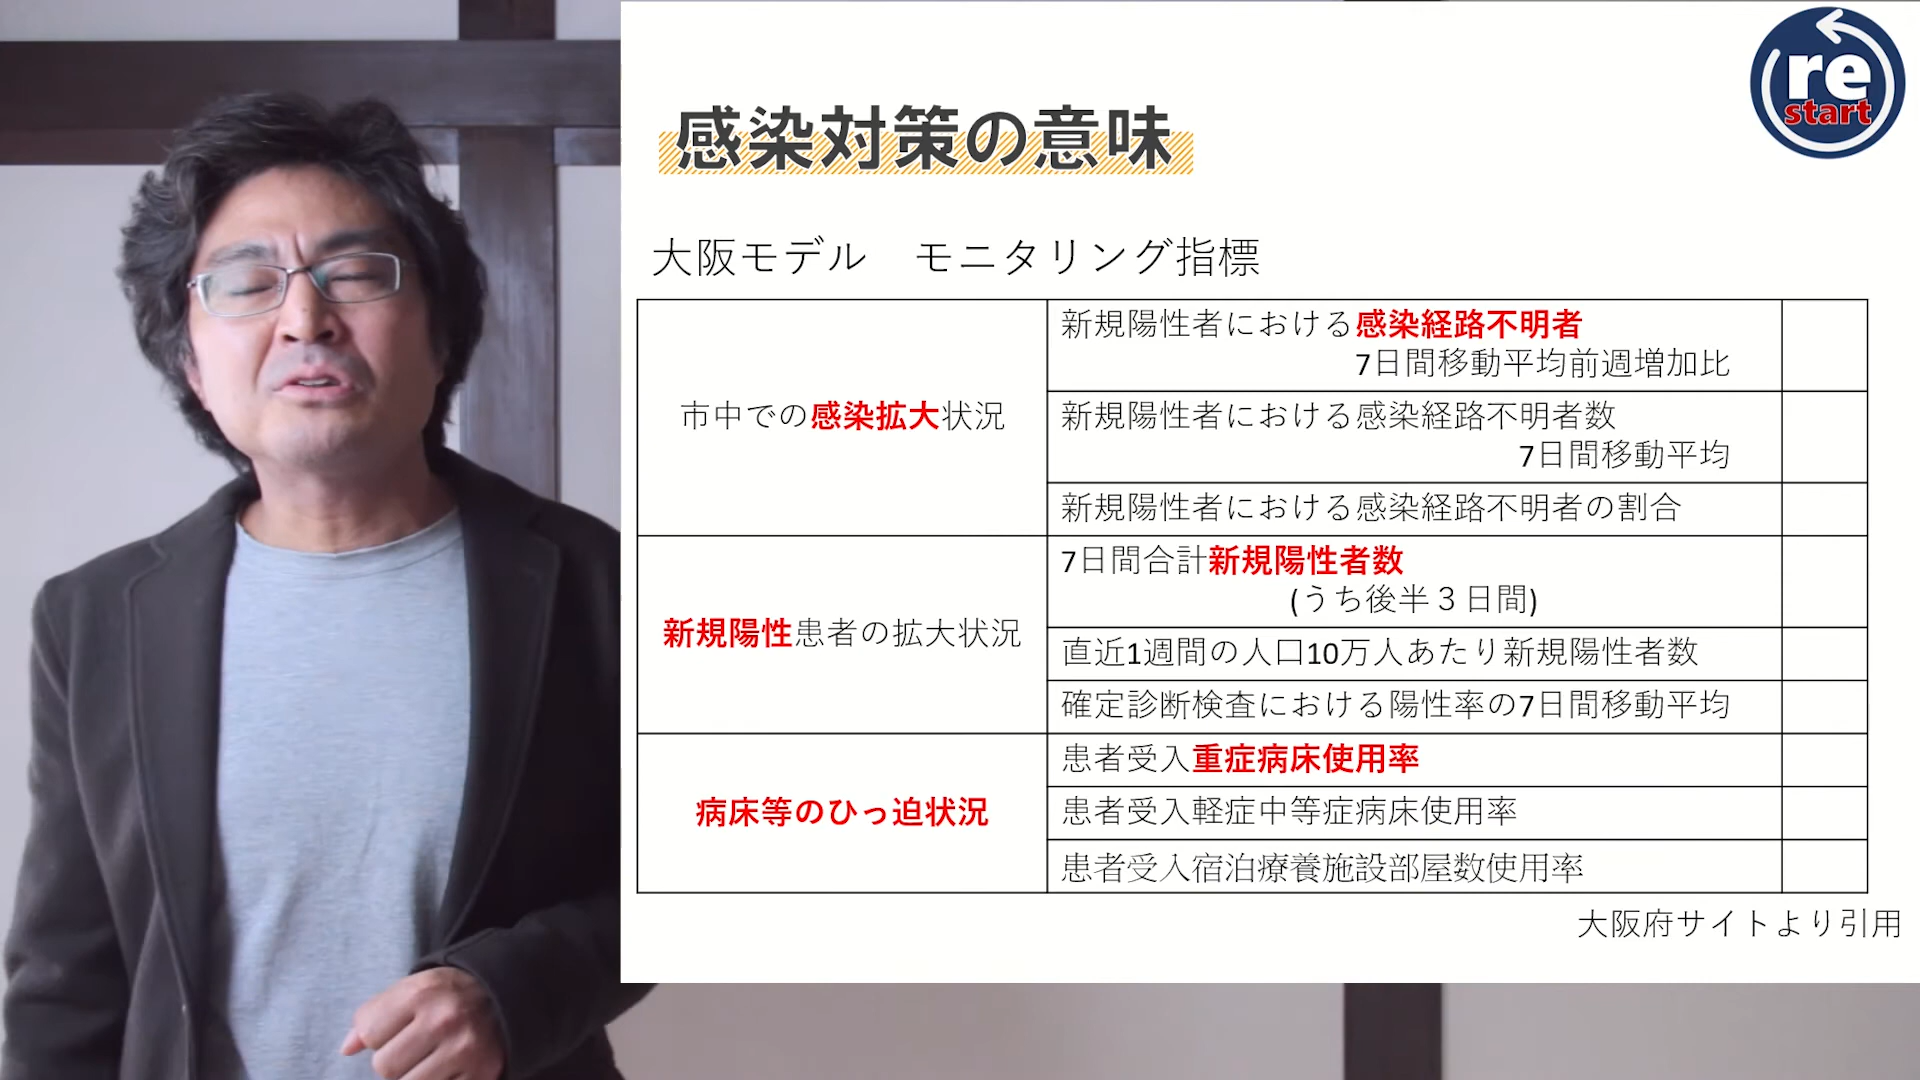 re
start
感染対策の意味
大阪モデル　モニタリング指標
市中での感染拡大状況
新規陽性者における感染経路不明者
7日間移動平均前週増加比
新規陽性者における感染経路不明者数
7日間移動平均
新規陽性者における感染経路不明者の割合
新規陽性患者の拡大状況
7日間合計新規陽性者数
(うち後半３日間)
直近1週間の人口10万人あたり新規陽性者数
確定診断検査における陽性率の7日間移動平均
病床等のひっ迫状況
患者受入重症病床使用率
患者受入軽症中等症病床使用率
患者受入宿泊療養施設部屋数使用率
大阪府サイトより引用